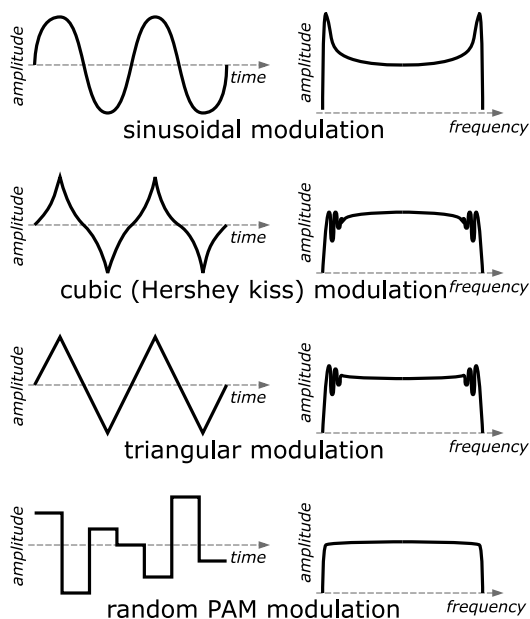 amplitude
time
amplitude
frequency
sinusoidal modulation
amplitude
time
amplitude
frequency
cubic (Hershey kiss) modulation
amplitude
time
amplitude
frequency
triangular modulation
amplitude
time
amplitude
frequency
random PAM modulation